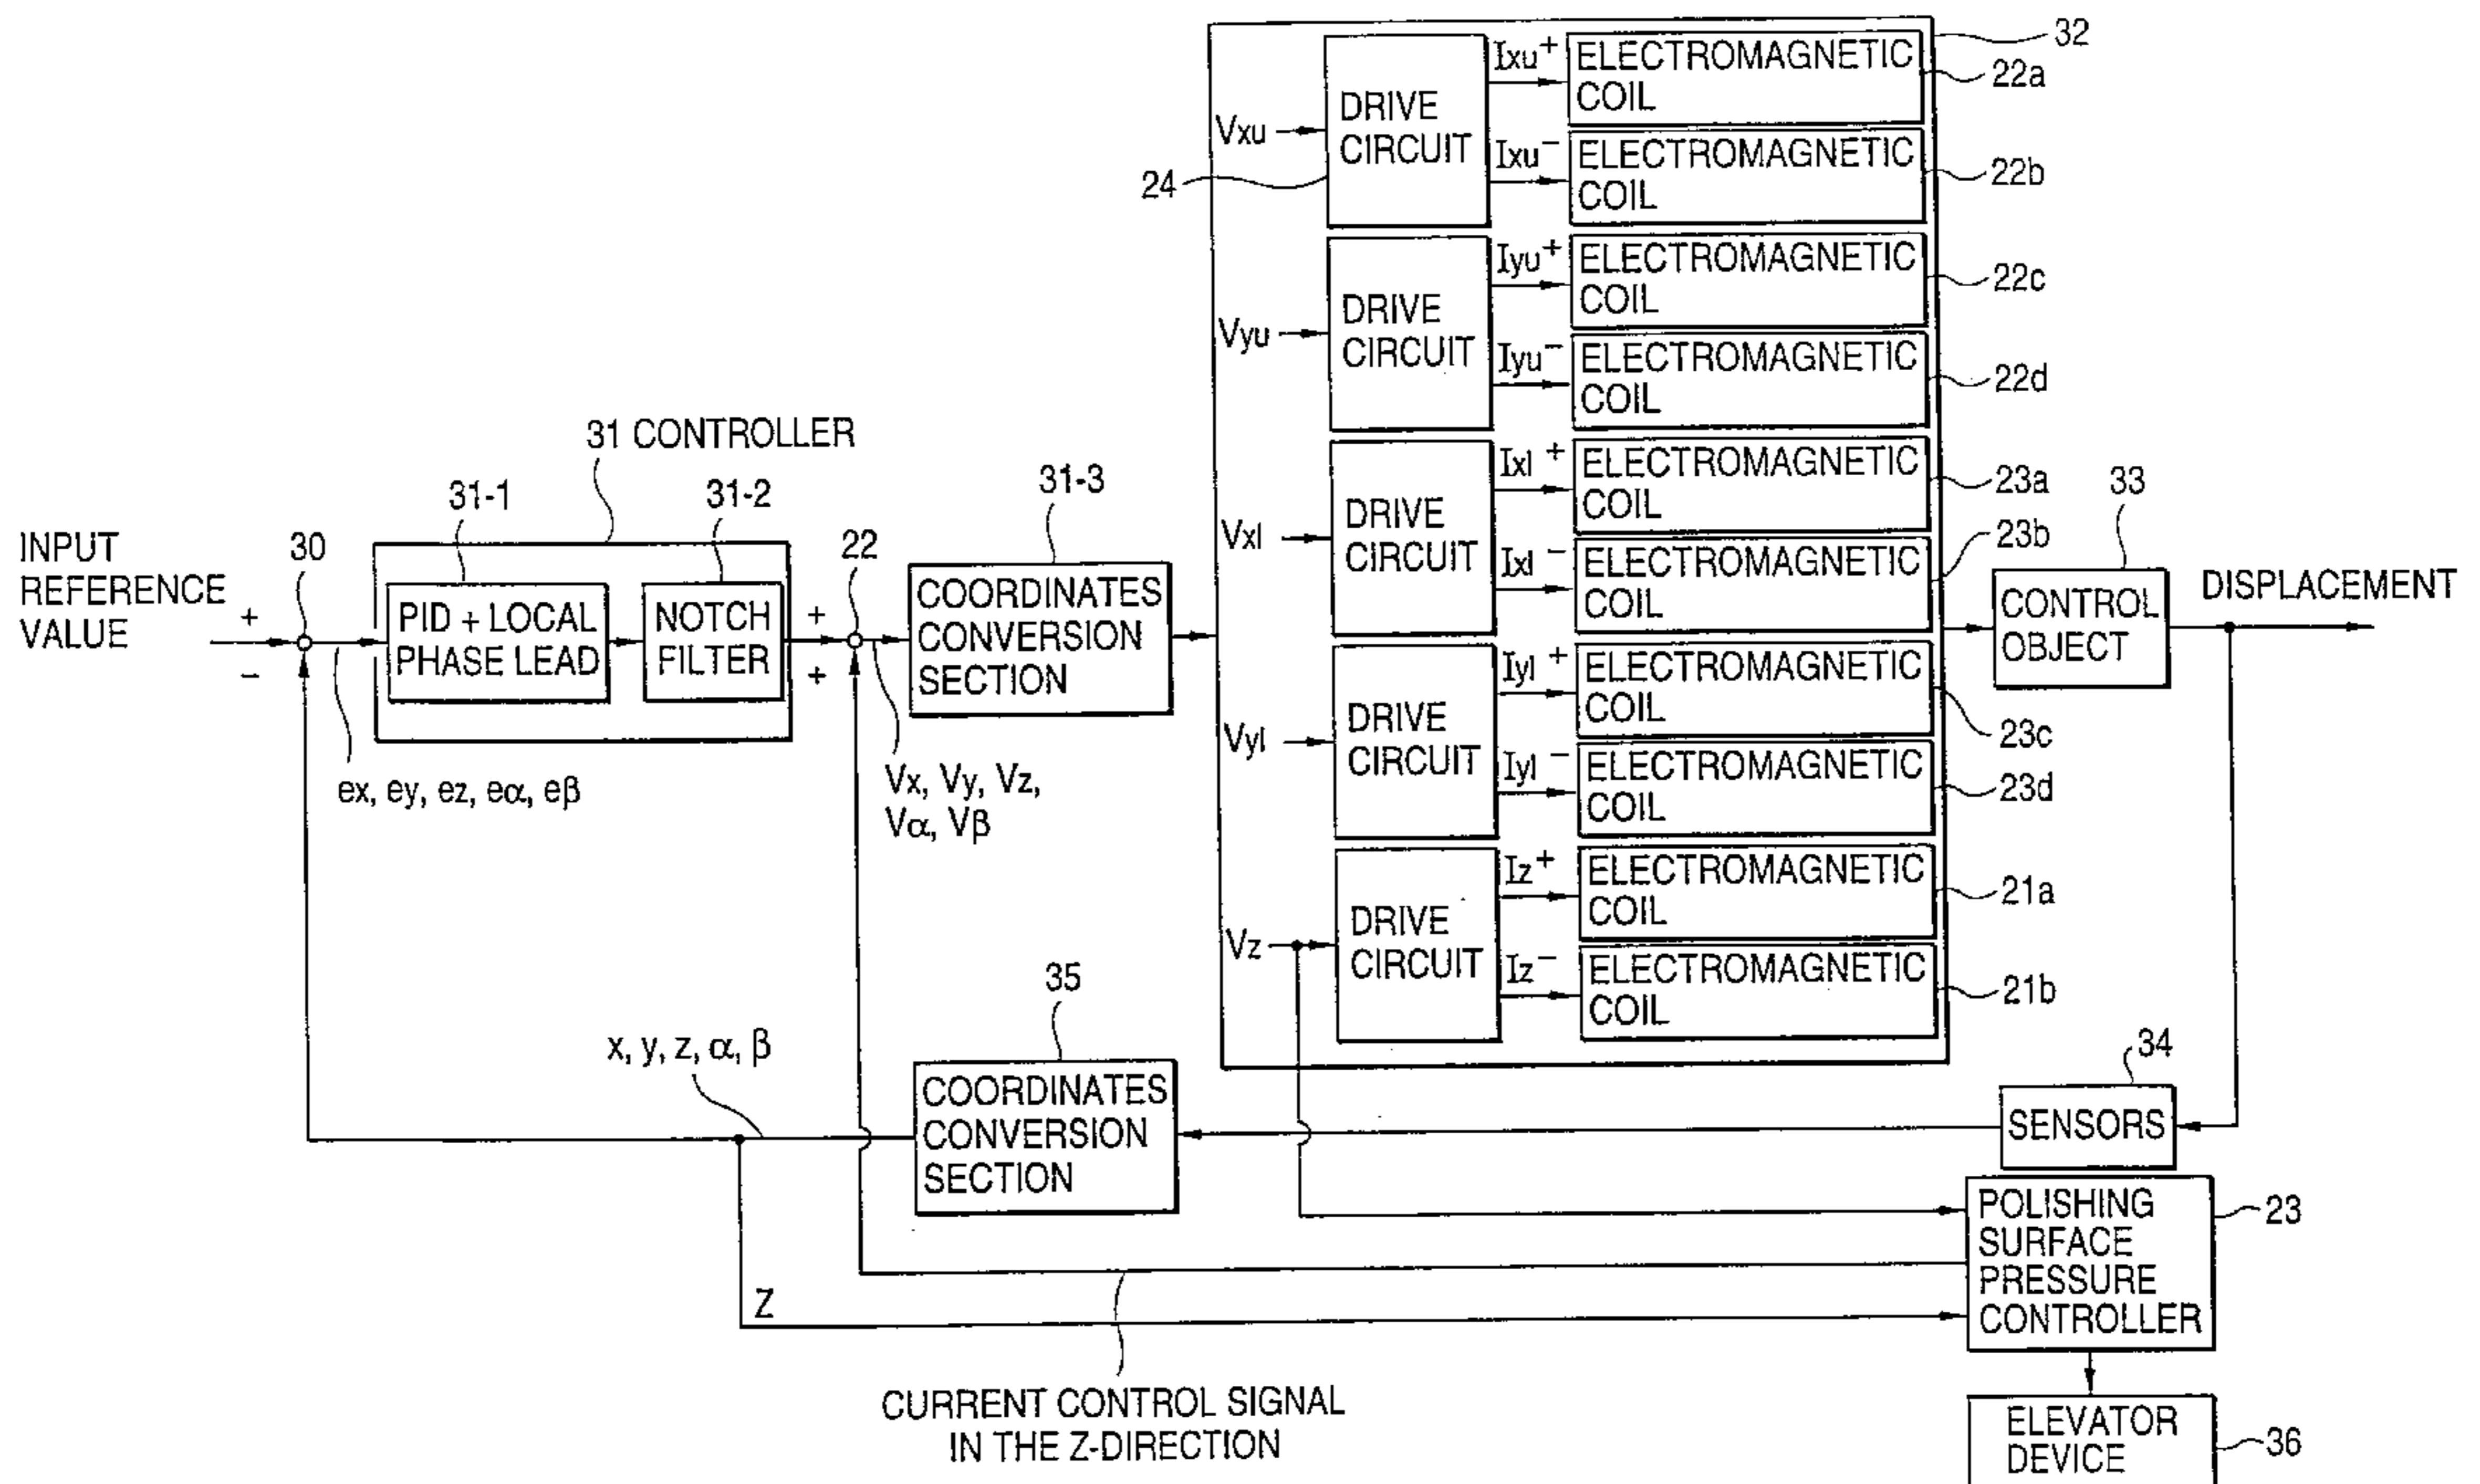 32
Ixu+
ELECTROMAGNETIC
COIL
22a
Vxu
DRIVE
CIRCUIT
Ixu-
ELECTROMAGNETIC
COIL
22b
24
Iyu+
ELECTROMAGNETIC
COIL
22c
Vyu
DRIVE
CIRCUIT
Iyu-
ELECTROMAGNETIC
COIL
22d
31 CONTROLLER
31-1
31-2
31-3
Ixl+
ELECTROMAGNETIC
COIL
23a
33
Vxl
DRIVE
CIRCUIT
Ixl-
ELECTROMAGNETIC
COIL
23b
INPUT
REFERENCE
VALUE
30
+
-
PID + LOCAL
PHASE LEAD
NOTCH
FILTER
+
+
22
COORDINATES
CONVERSION
SECTION
CONTROL
OBJECT
DISPLACEMENT
Iyl+
ELECTROMAGNETIC
COIL
23c
Vyl
DRIVE
CIRCUIT
Iyl-
ELECTROMAGNETIC
COIL
23d
ex, ey, ez, eα, eβ
Vx, Vy, Vz,
Vα, Vβ
Iz+
ELECTROMAGNETIC
COIL
21a
Vz
DRIVE
CIRCUIT
Iz-
ELECTROMAGNETIC
COIL
21b
35
x, y, z, α, β
COORDINATES
CONVERSION
SECTION
34
SENSORS
POLISHING
SURFACE
PRESSURE
CONTROLLER
23
Z
CURRENT CONTROL SIGNAL
IN THE Z-DIRECTION
ELEVATOR
DEVICE
36